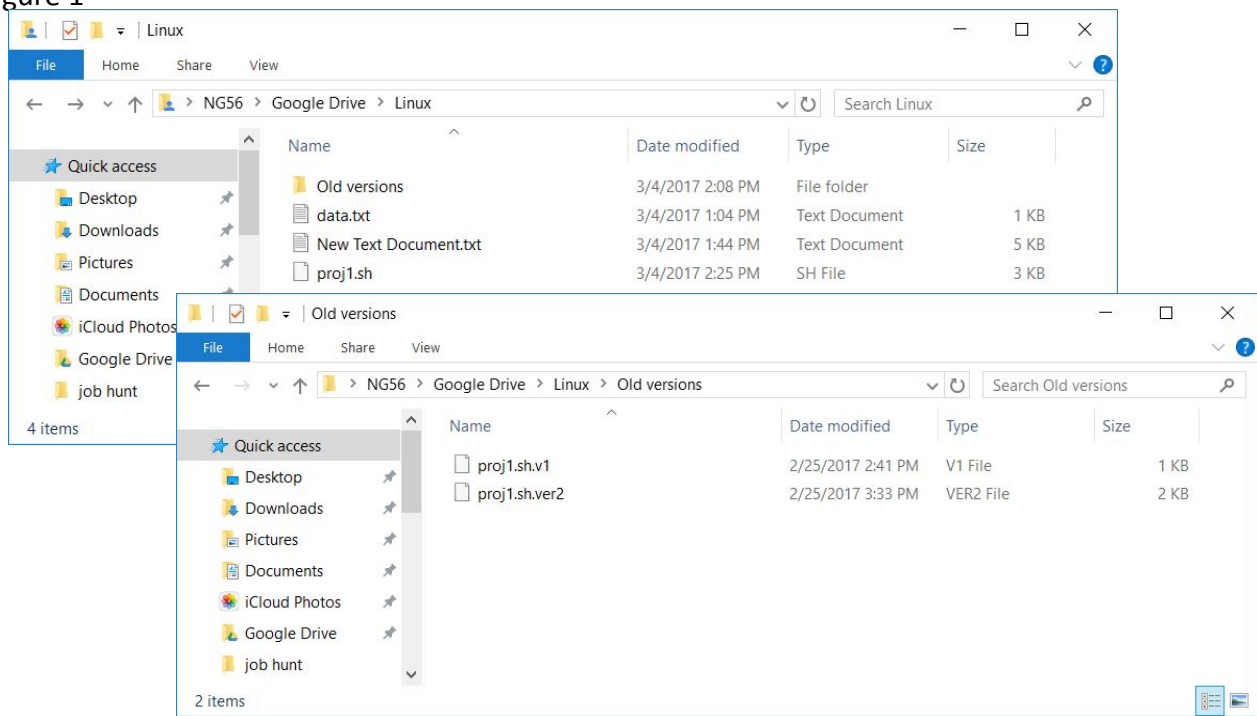 Linux
File Home Share View
NG56 > Google Drive > Linux Search Linux
Name Date modified Type Size
Quick access
Desktop
Downloads
Pictures
Documents
iCloud Photos
Google Drive
job hunt
Old versions 3/4/2017 2:08 PM File folder
data.txt 3/4/2017 1:04 PM Text Document 1 KB
New Text Document.txt 3/4/2017 1:44 PM Text Document 5 KB
proj1.sh 3/4/2017 2:25 PM SH File 3 KB
4 items
Old versions
File Home Share View
NG56 > Google Drive > Linux > Old versions Search Old versions
Name Date modified Type Size
Quick access
Desktop
Downloads
Pictures
Documents
iCloud Photos
Google Drive
job hunt
proj1.sh.v1 2/25/2017 2:41 PM V1 File 1 KB
proj1.sh.ver2 2/25/2017 3:33 PM VER2 File 2 KB
2 items